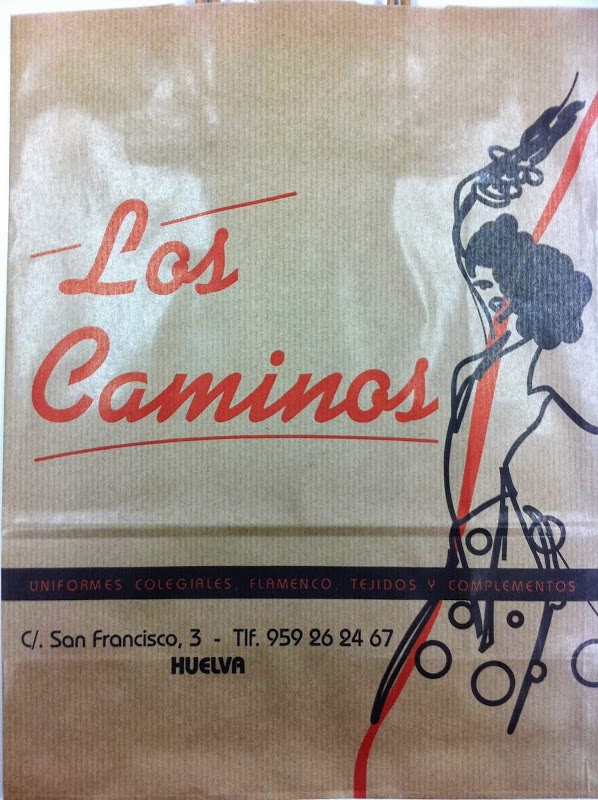 Los
Caminos
UNIFORMES COLEGIALES, FLAMENCO, TEJIDOS Y COMPLEMENTOS
C/. San Francisco, 3 - Tlf. 959 26 24 67
HUELVA